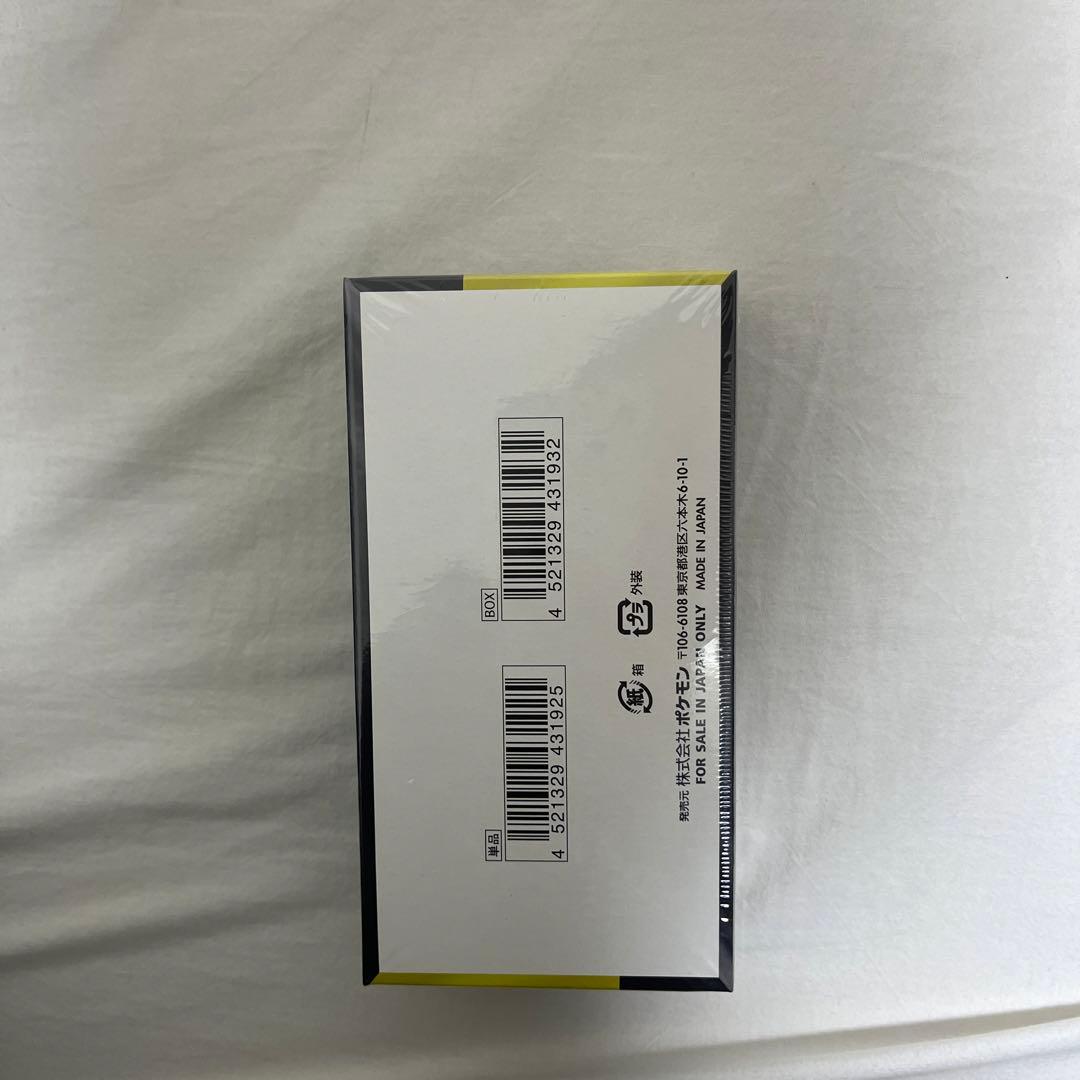 単品
4 521329 431925
BOX
4 521329 431932
紙 箱
プラ 外装
発売元 株式会社ポケモン 〒106-6108 東京都港区六本木6-10-1
FOR SALE IN JAPAN ONLY MADE IN JAPAN